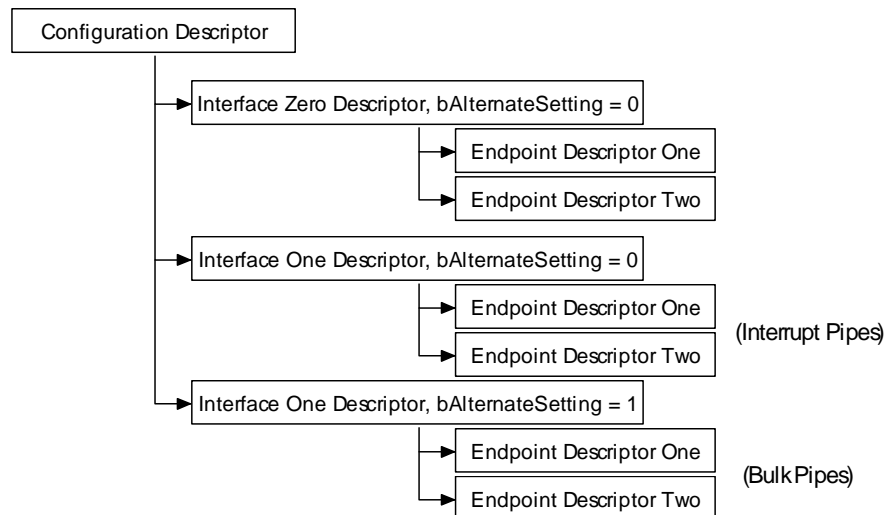 Configuration Descriptor
Interface Zero Descriptor, bAlternateSetting = 0
Endpoint Descriptor One
Endpoint Descriptor Two
Interface One Descriptor, bAlternateSetting = 0
Endpoint Descriptor One
(Interrupt Pipes)
Endpoint Descriptor Two
Interface One Descriptor, bAlternateSetting = 1
Endpoint Descriptor One
(Bulk Pipes)
Endpoint Descriptor Two